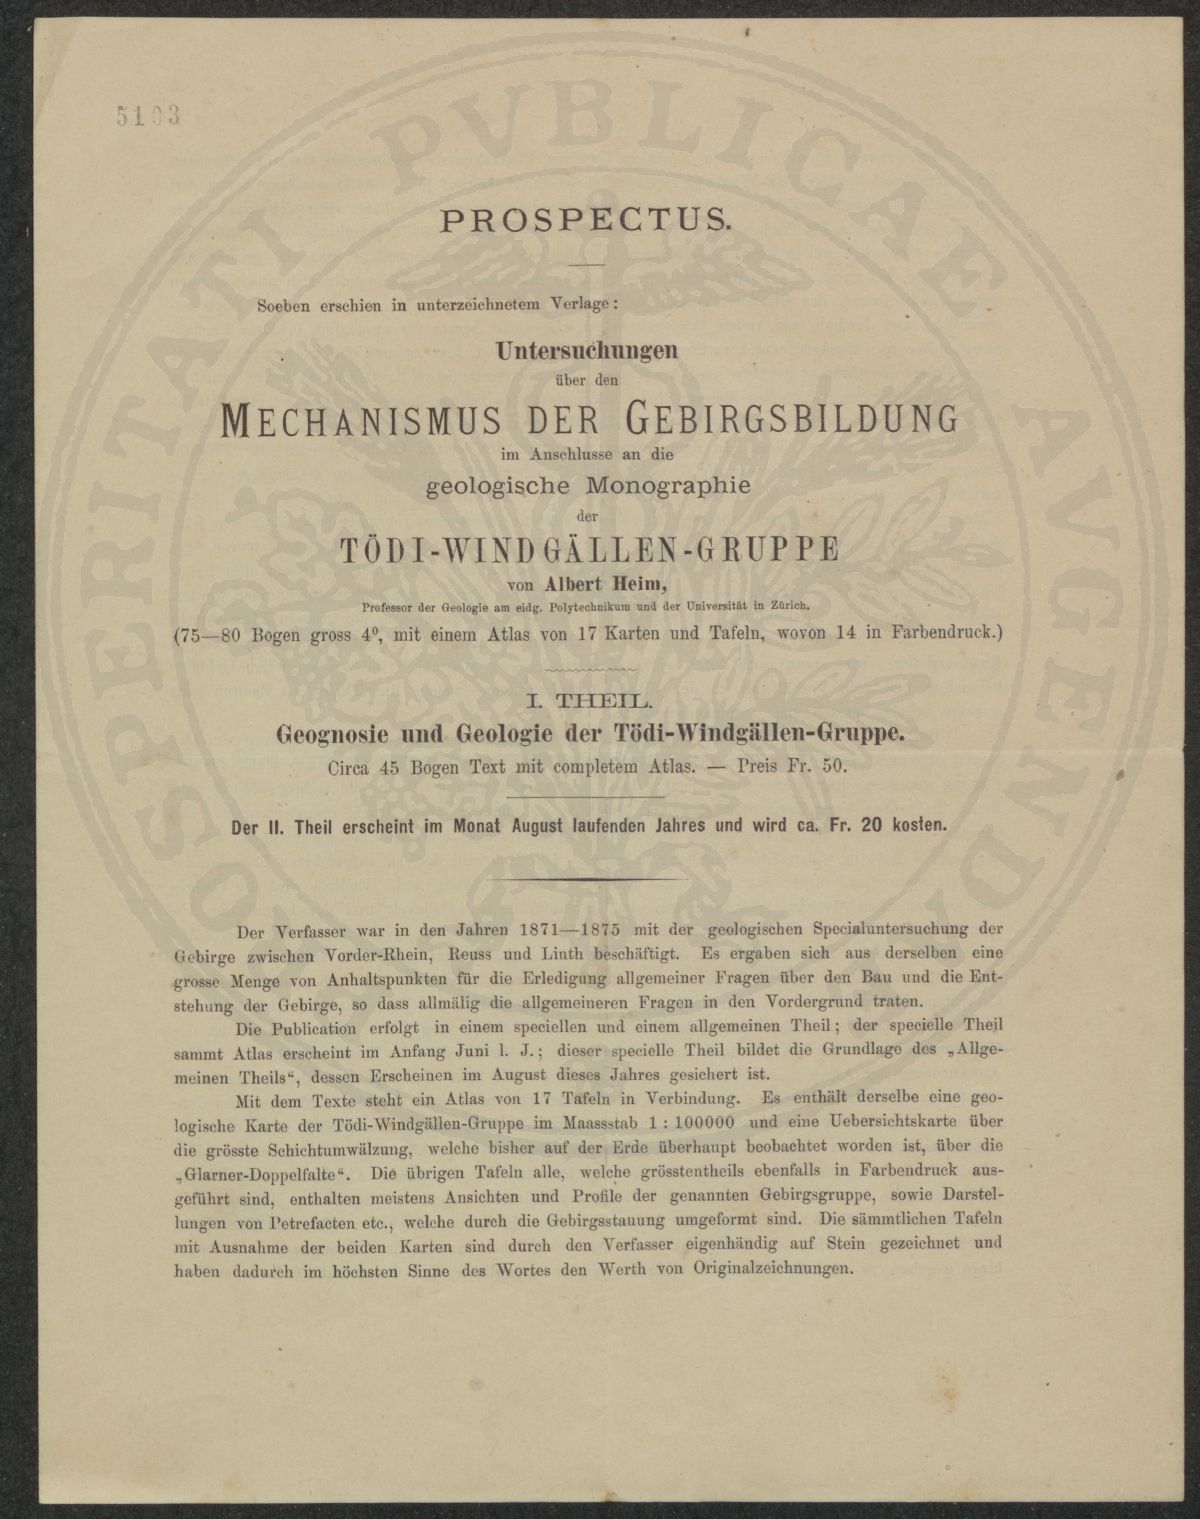 PROSPERITATI PVBLICAE AVGENDAE
5103
PROSPECTUS.
Soeben erschien in unterzeichnetem Verlage:
Untersuchungen
über den
MECHANISMUS DER GEBIRGSBILDUNG
im Anschlusse an die
geologische Monographie
der
TÖDI-WINDGÄLLEN-GRUPPE
von Albert Heim,
Professor der Geologie am eidg. Polytechnikum und der Universität in Zürich.
(75—80 Bogen gross 4⁰, mit einem Atlas von 17 Karten und Tafeln, wovon 14 in Farbendruck.)
I. THEIL.
Geognosie und Geologie der Tödi-Windgällen-Gruppe.
Circa 45 Bogen Text mit completem Atlas. — Preis Fr. 50.
Der II. Theil erscheint im Monat August laufenden Jahres und wird ca. Fr. 20 kosten.
Der Verfasser war in den Jahren 1871—1875 mit der geologischen Specialuntersuchung der
Gebirge zwischen Vorder-Rhein, Reuss und Linth beschäftigt. Es ergaben sich aus derselben eine
grosse Menge von Anhaltspunkten für die Erledigung allgemeiner Fragen über den Bau und die Ent-
stehung der Gebirge, so dass allmälig die allgemeineren Fragen in den Vordergrund traten.
Die Publication erfolgt in einem speciellen und einem allgemeinen Theil; der specielle Theil
sammt Atlas erscheint im Anfang Juni l. J.; dieser specielle Theil bildet die Grundlage des „Allge-
meinen Theils“, dessen Erscheinen im August dieses Jahres gesichert ist.
Mit dem Texte steht ein Atlas von 17 Tafeln in Verbindung. Es enthält derselbe eine geo-
logische Karte der Tödi-Windgällen-Gruppe im Maassstab 1 : 100000 und eine Uebersichtskarte über
die grösste Schichtumwälzung, welche bisher auf der Erde überhaupt beobachtet worden ist, über die
„Glarner-Doppelfalte“. Die übrigen Tafeln alle, welche grösstentheils ebenfalls in Farbendruck aus-
geführt sind, enthalten meistens Ansichten und Profile der genannten Gebirgsgruppe, sowie Darstel-
lungen von Petrefacten etc., welche durch die Gebirgsstauung umgeformt sind. Die sämmtlichen Tafeln
mit Ausnahme der beiden Karten sind durch den Verfasser eigenhändig auf Stein gezeichnet und
haben dadurch im höchsten Sinne des Wortes den Werth von Originalzeichnungen.